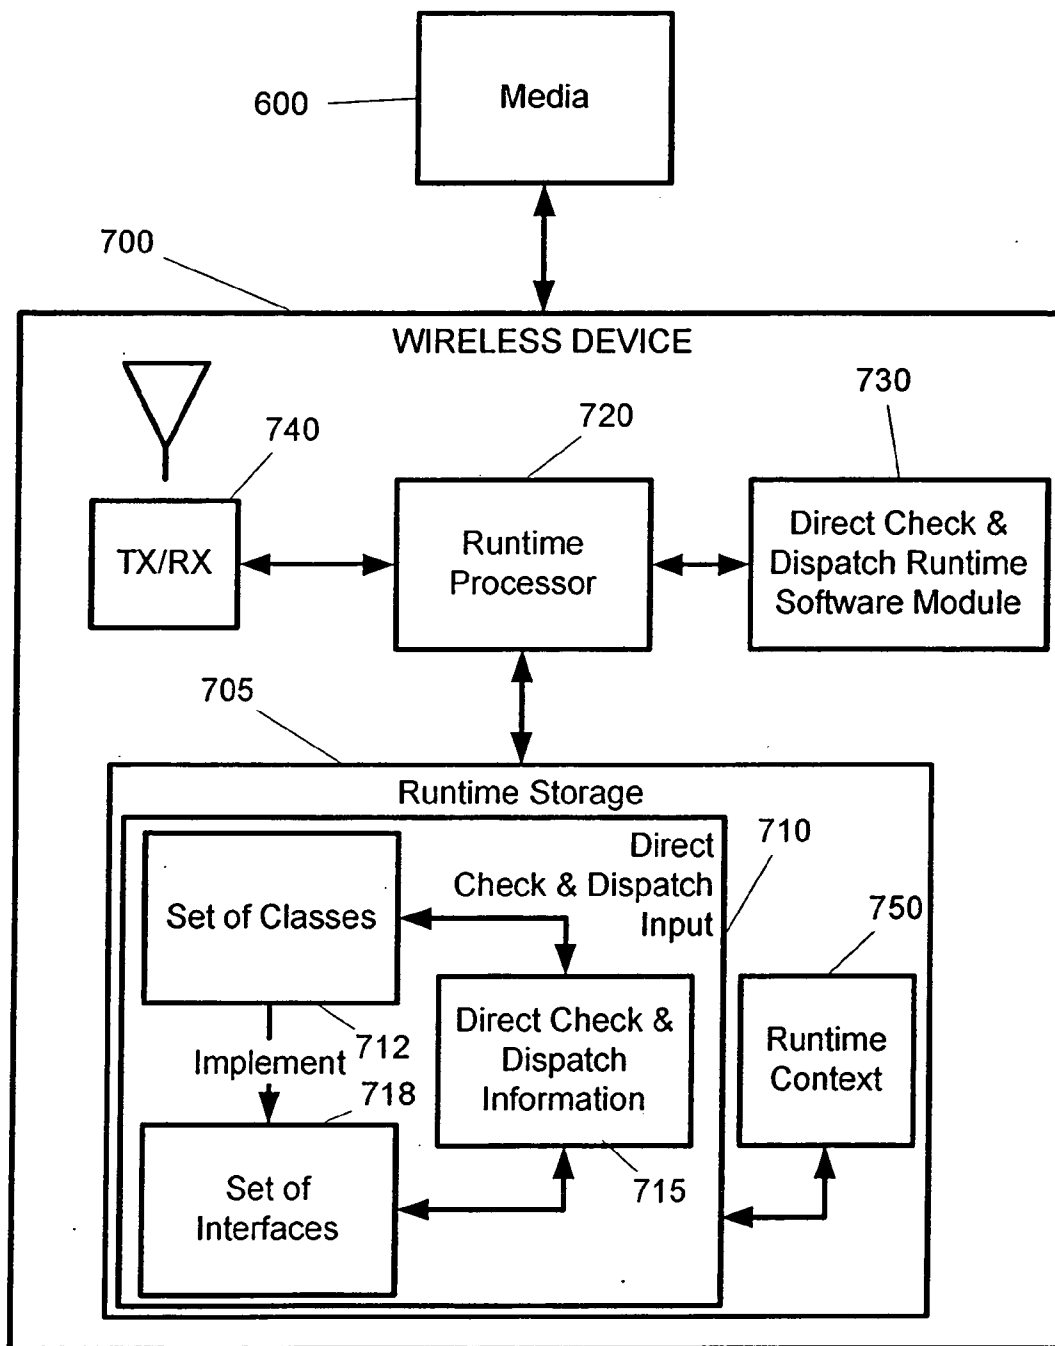 Media
600
700
WIRELESS DEVICE
730
720
740
TX/RX
Runtime
Processor
Direct Check &
Dispatch Runtime
Software Module
705
Runtime Storage
710
Direct
Check & Dispatch
Input
Set of Classes
750
712
Implement
Direct Check &
Dispatch
Information
Runtime
Context
718
715
Set of
Interfaces